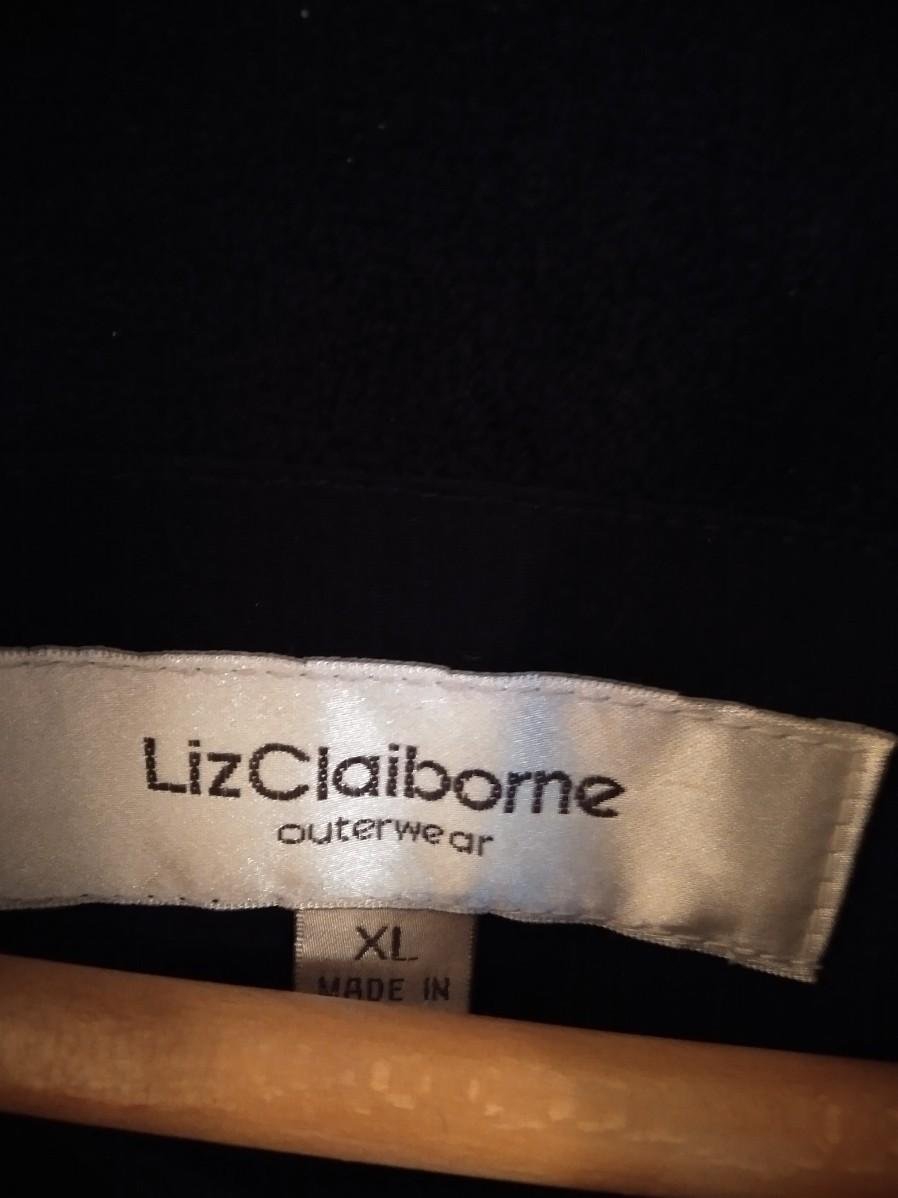 LizClaiborne
outerwear
XL
MADE IN